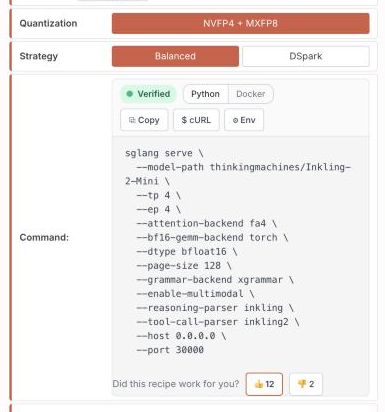 Quantization
NVFP4 + MXFP8
Strategy
Balanced
DSpark
Verified
Python
Docker
Copy
$ cURL
Env
Command:
sglang serve \
--model-path thinkingmachines/Inkling-
2-Mini \
--tp 4 \
--ep 4 \
--attention-backend fa4 \
--bf16-gemm-backend torch \
--dtype bfloat16 \
--page-size 128 \
--grammar-backend xgrammar \
--enable-multimodal \
--reasoning-parser inkling \
--tool-call-parser inkling2 \
--host 0.0.0.0 \
--port 30000
Did this recipe work for you?
👍 12
👎 2